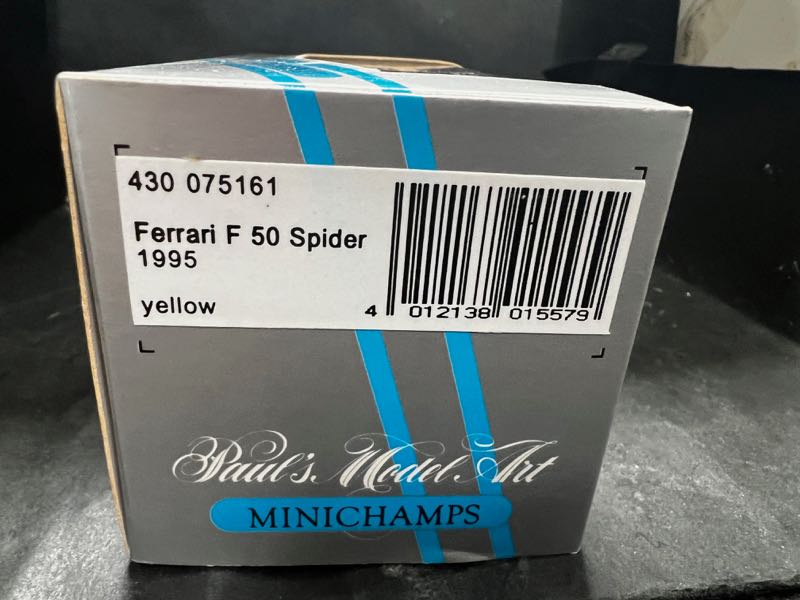 430 075161
Ferrari F 50 Spider
1995
yellow
4 012138 015579
Paul's Model Art
MINICHAMPS